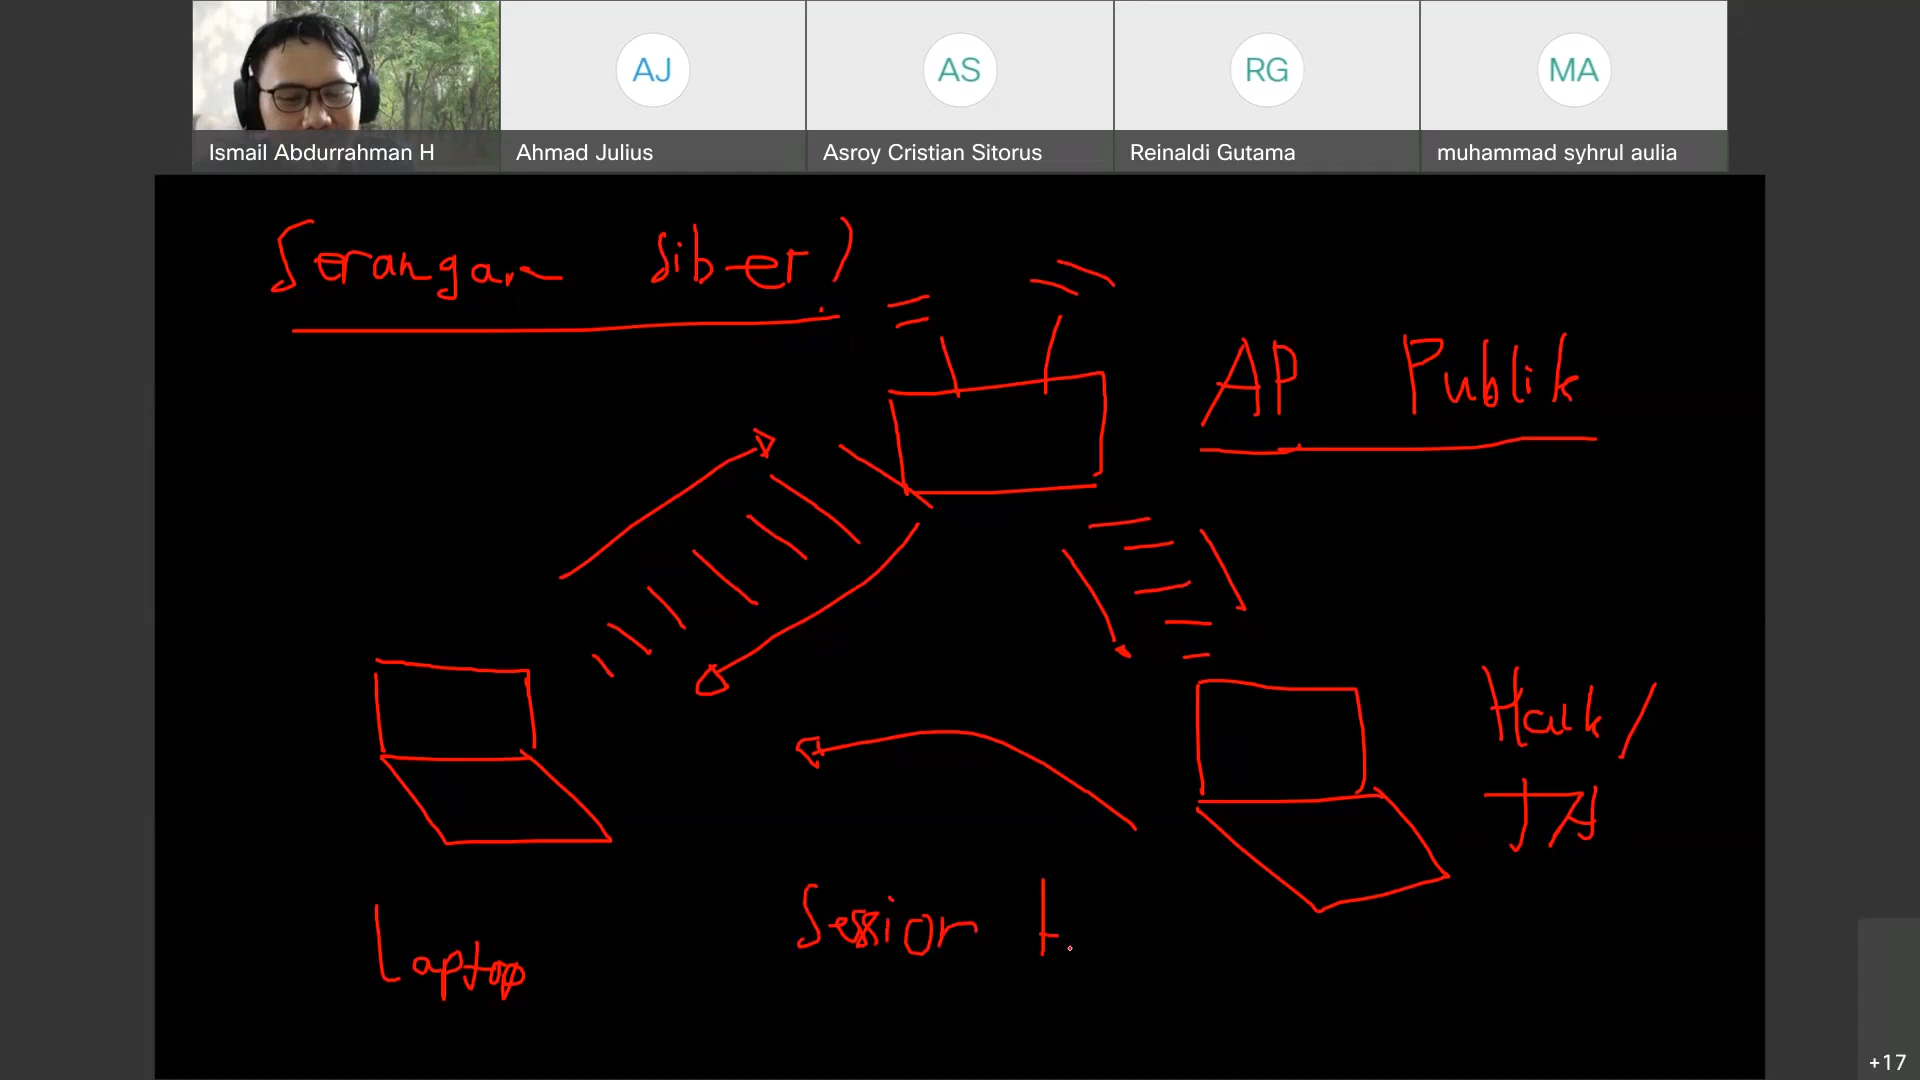 AJ
AS
RG
MA
Ismail Abdurrahman H
Ahmad Julius
Asroy Cristian Sitorus
Reinaldi Gutama
muhammad syhrul aulia
Serangan Siber)
AP Publik
Laptop
Session
+17